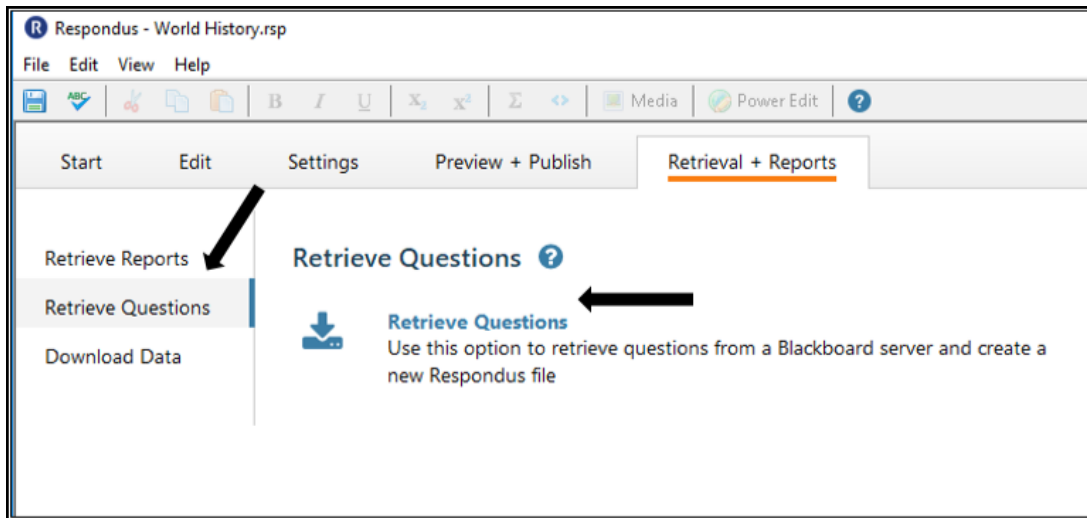 R Respondus - World History.rsp
File Edit View Help
ABC B I U X₂ X² Σ <> Media Power Edit ?
Start Edit Settings Preview + Publish Retrieval + Reports
Retrieve Reports
Retrieve Questions
Download Data
Retrieve Questions ?
Retrieve Questions
Use this option to retrieve questions from a Blackboard server and create a
new Respondus file